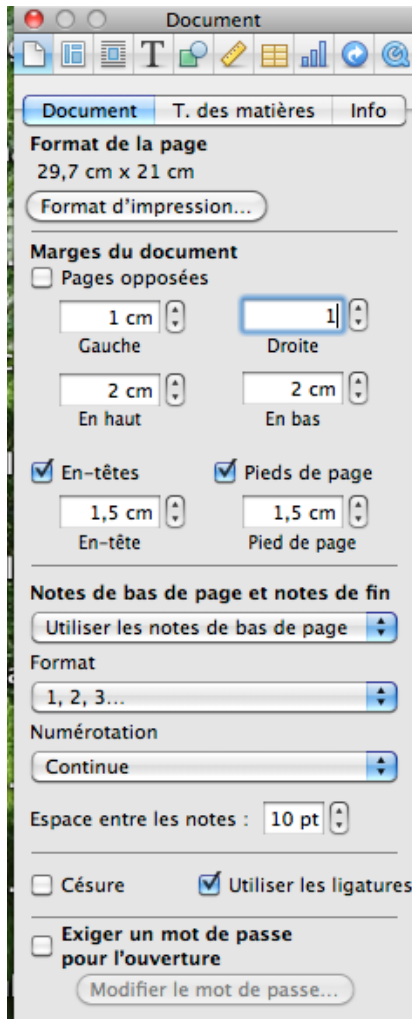 Document
T
Document T. des matières Info
Format de la page
29,7 cm x 21 cm
Format d'impression...
Marges du document
Pages opposées
1 cm 1
Gauche Droite
2 cm 2 cm
En haut En bas
En-têtes Pieds de page
1,5 cm 1,5 cm
En-tête Pied de page
Notes de bas de page et notes de fin
Utiliser les notes de bas de page
Format
1, 2, 3...
Numérotation
Continue
Espace entre les notes : 10 pt
Césure Utiliser les ligatures
Exiger un mot de passe
pour l'ouverture
Modifier le mot de passe...